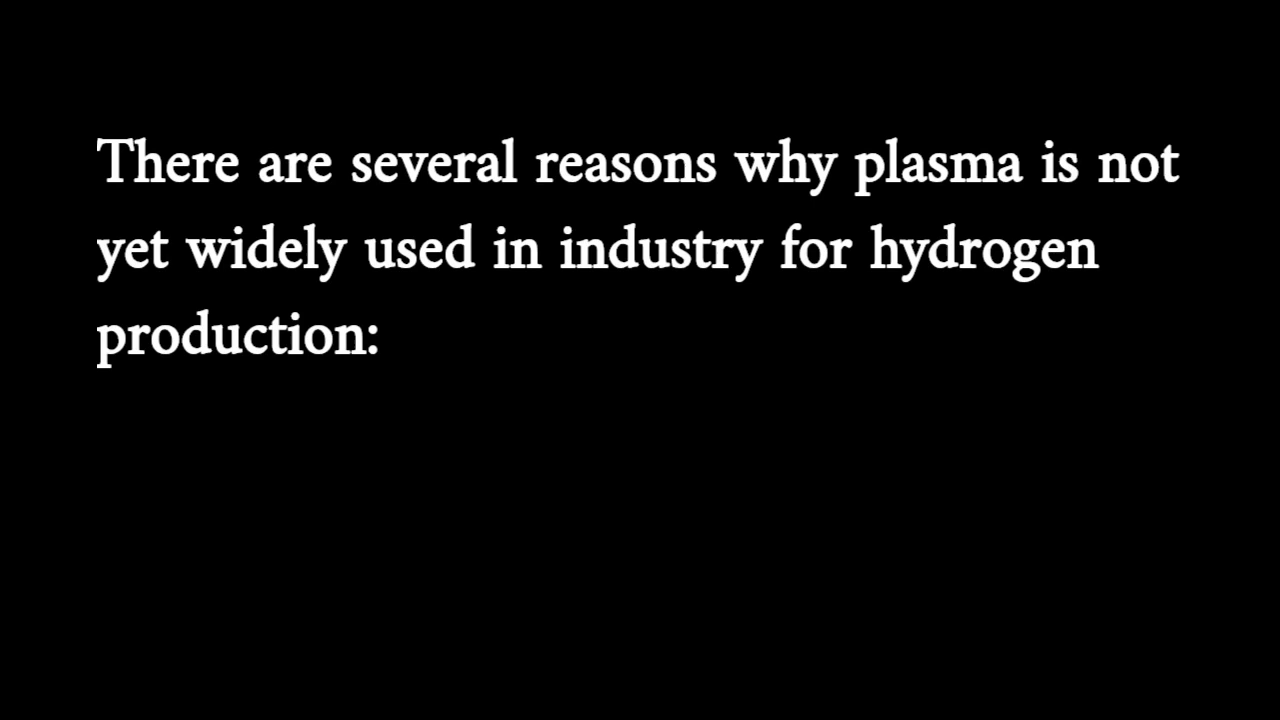 There are several reasons why plasma is not
yet widely used in industry for hydrogen
production: